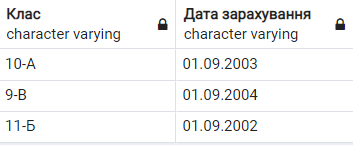 Клас Дата зарахування
character varying character varying
10-А 01.09.2003
9-В 01.09.2004
11-Б 01.09.2002